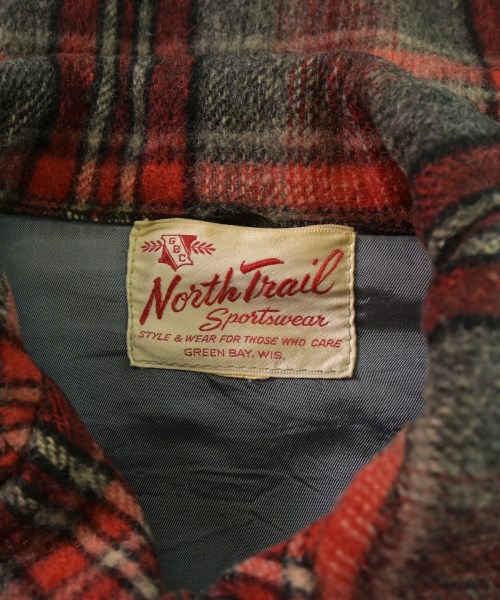 GBC
North Trail
Sportswear
STYLE & WEAR FOR THOSE WHO CARE
GREEN BAY, WIS.